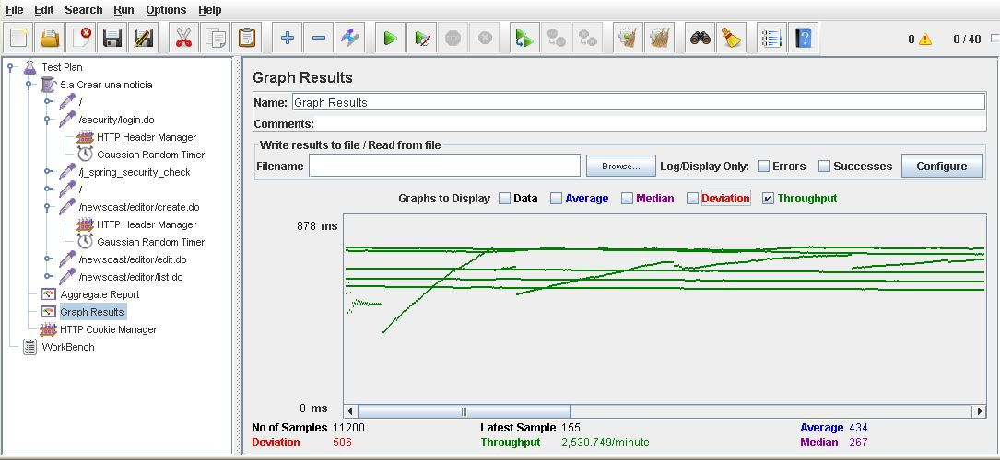 File Edit Search Run Options Help
0 0 / 40
Test Plan
5.a Crear una noticia
/
/security/login.do
HTTP Header Manager
Gaussian Random Timer
/j_spring_security_check
/
/newscast/editor/create.do
HTTP Header Manager
Gaussian Random Timer
/newscast/editor/edit.do
/newscast/editor/list.do
Aggregate Report
Graph Results
HTTP Cookie Manager
WorkBench
Graph Results
Name: Graph Results
Comments:
Write results to file / Read from file
Filename Browse... Log/Display Only: Errors Successes Configure
Graphs to Display Data Average Median Deviation Throughput
878 ms
0 ms
No of Samples 11200 Latest Sample 155 Average 434
Deviation 506 Throughput 2,530.749/minute Median 267